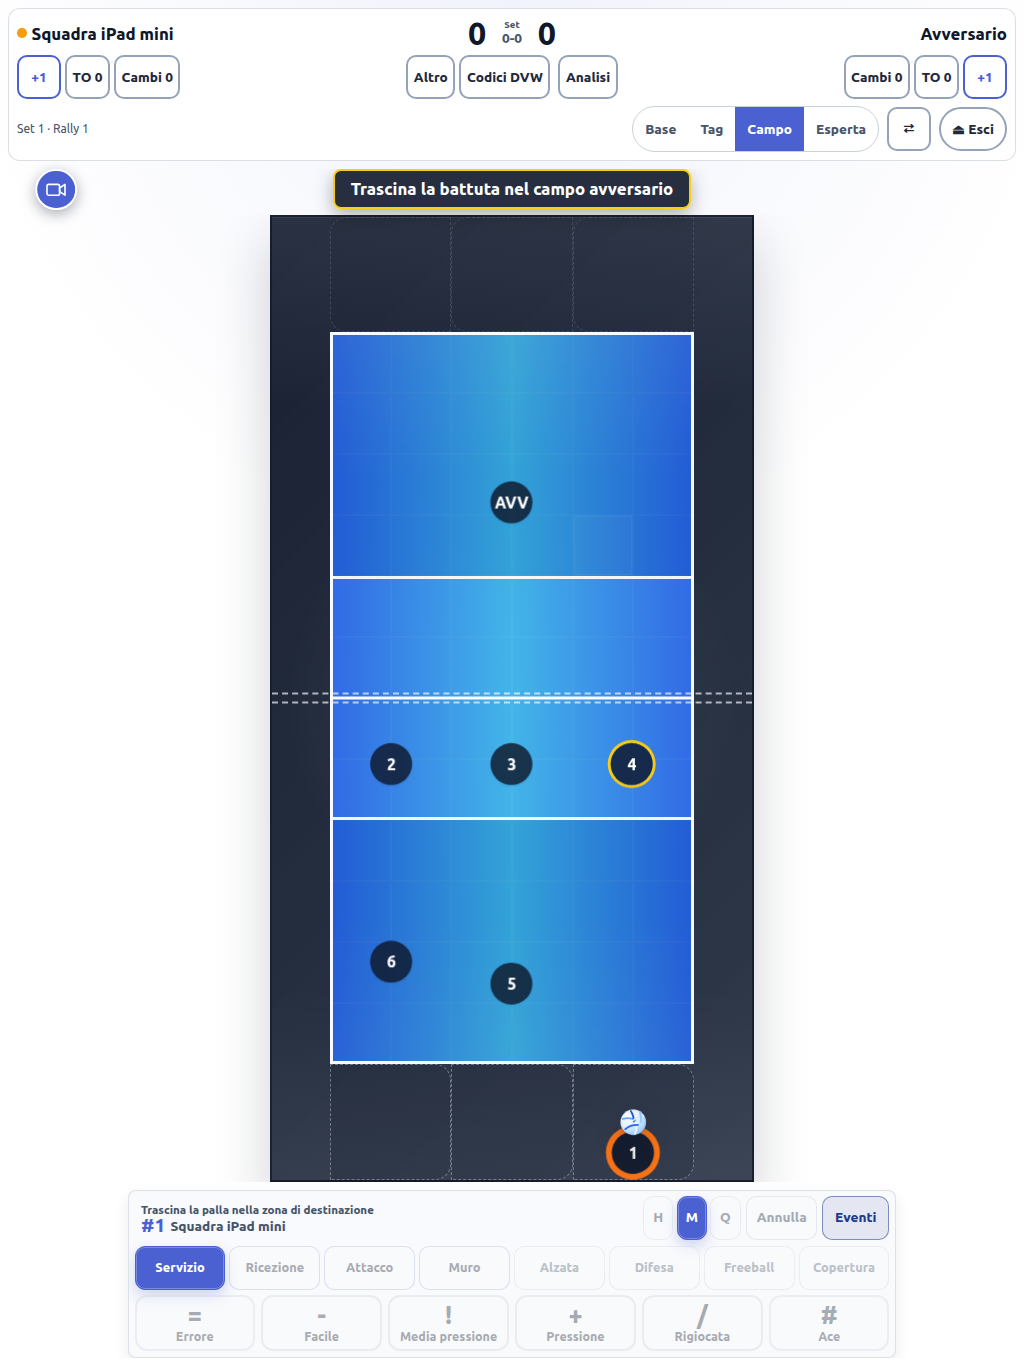 Squadra iPad mini
0 Set 0-0 0
Avversario
+1 TO 0 Cambi 0
Altro Codici DVW Analisi
Cambi 0 TO 0 +1
Set 1 · Rally 1
Base Tag Campo Esperta ⇄ ⏏ Esci
Trascina la battuta nel campo avversario
AVV
2 3 4
6
5
1
Trascina la palla nella zona di destinazione
#1 Squadra iPad mini
H M Q Annulla Eventi
Servizio Ricezione Attacco Muro Alzata Difesa Freeball Copertura
= - ! + / #
Errore Facile Media pressione Pressione Rigiocata Ace